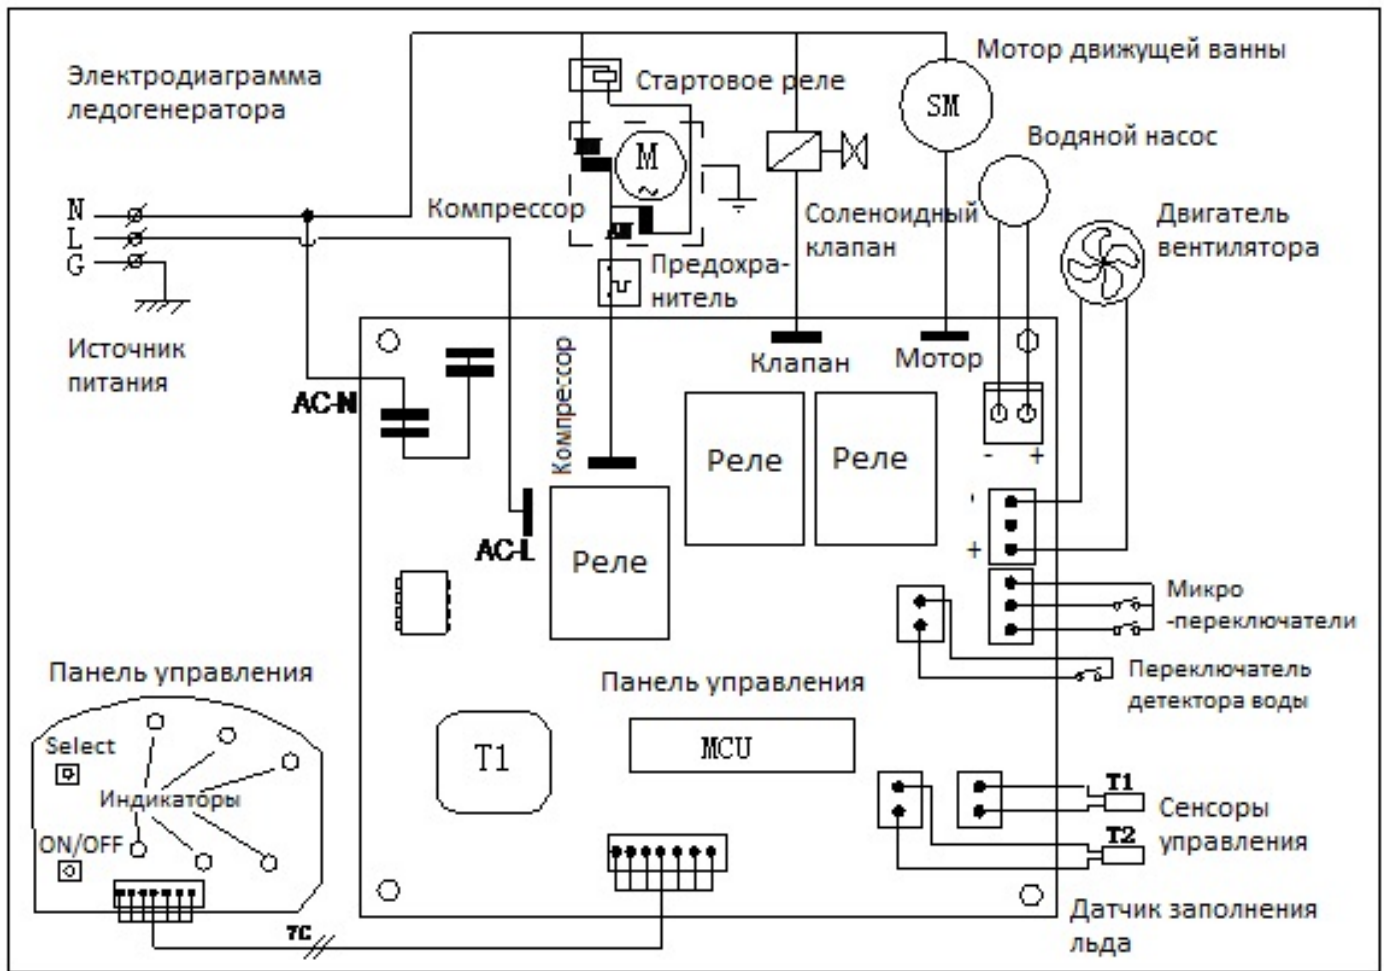 Электродиаграмма
ледогенератора
Стартовое реле
Мотор движущей ванны
SM
Водяной насос
M
~
N
L
G
Компрессор
Соленоидный
клапан
Двигатель
вентилятора
Предохра-
нитель
Источник
питания
AC-N
Компрессор
Клапан
Мотор
- +
Реле
Реле
AC-L
Реле
+
Микро
-переключатели
Переключатель
детектора воды
Панель управления
Select
Индикаторы
ON/OFF
Панель управления
T1
MCU
T1
T2
Сенсоры
управления
Датчик заполнения
льда
7C